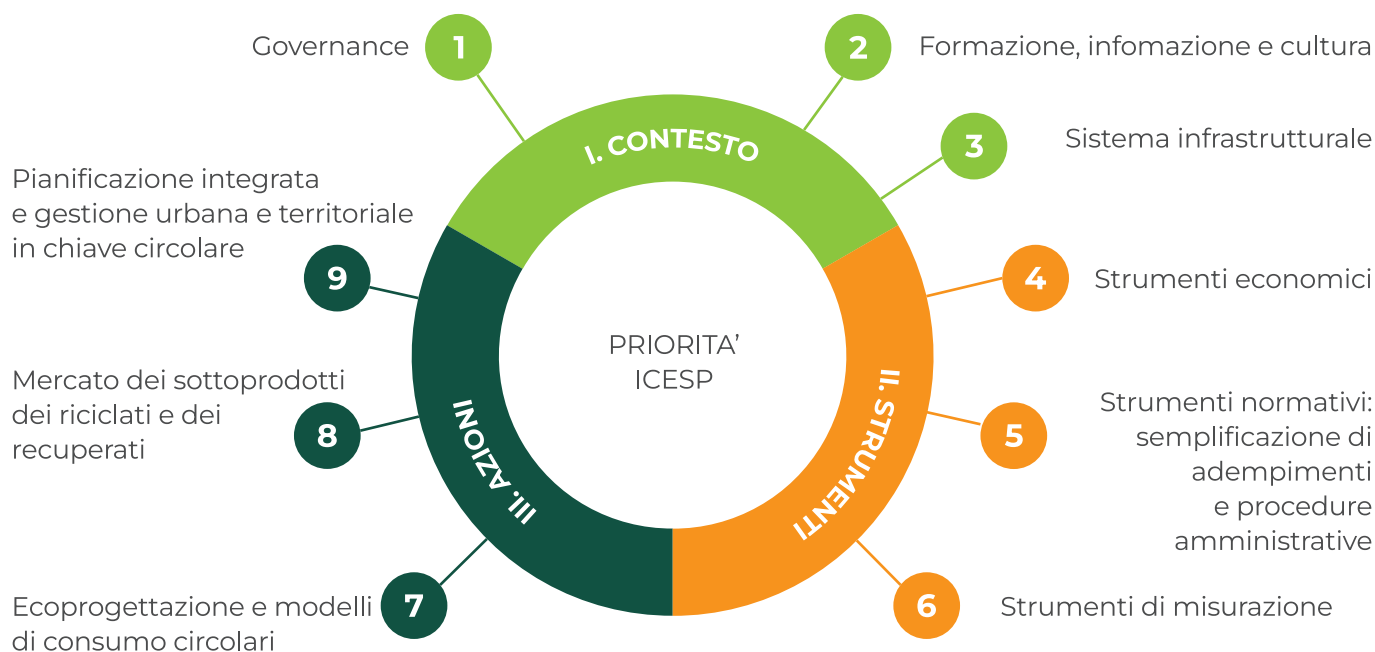 Governance
1
2
Formazione, infomazione e cultura
3
Sistema infrastrutturale
I. CONTESTO
Pianificazione integrata
e gestione urbana e territoriale
in chiave circolare
9
4
Strumenti economici
PRIORITA’
ICESP
Mercato dei sottoprodotti
dei riciclati e dei
recuperati
8
III. AZIONI
II. STRUMENTI
5
Strumenti normativi:
semplificazione di
adempimenti
e procedure
amministrative
Ecoprogettazione e modelli
di consumo circolari
7
6
Strumenti di misurazione